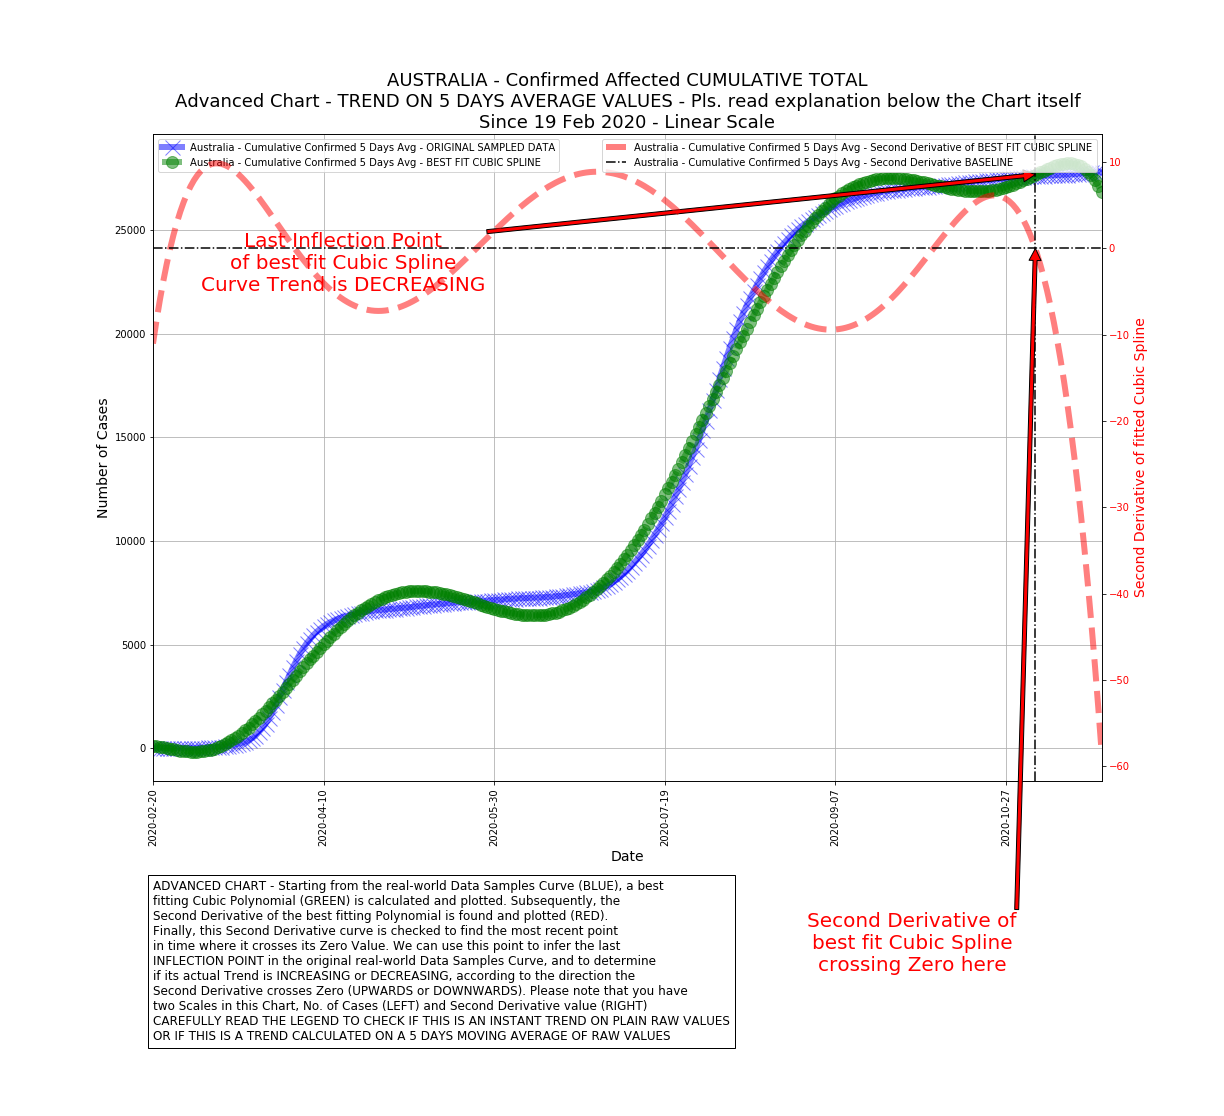 AUSTRALIA - Confirmed Affected CUMULATIVE TOTAL
Advanced Chart - TREND ON 5 DAYS AVERAGE VALUES - Pls. read explanation below the Chart itself
Since 19 Feb 2020 - Linear Scale
Australia - Cumulative Confirmed 5 Days Avg - ORIGINAL SAMPLED DATA
Australia - Cumulative Confirmed 5 Days Avg - BEST FIT CUBIC SPLINE
Australia - Cumulative Confirmed 5 Days Avg - Second Derivative of BEST FIT CUBIC SPLINE
Australia - Cumulative Confirmed 5 Days Avg - Second Derivative BASELINE
Last Inflection Point
of best fit Cubic Spline
Curve Trend is DECREASING
Number of Cases
25000
20000
15000
10000
5000
0
10
0
−10
−20
−30
−40
−50
−60
Second Derivative of fitted Cubic Spline
2020-02-20
2020-04-10
2020-05-30
2020-07-19
2020-09-07
2020-10-27
Date
ADVANCED CHART - Starting from the real-world Data Samples Curve (BLUE), a best
fitting Cubic Polynomial (GREEN) is calculated and plotted. Subsequently, the
Second Derivative of the best fitting Polynomial is found and plotted (RED).
Finally, this Second Derivative curve is checked to find the most recent point
in time where it crosses its Zero Value. We can use this point to infer the last
INFLECTION POINT in the original real-world Data Samples Curve, and to determine
if its actual Trend is INCREASING or DECREASING, according to the direction the
Second Derivative crosses Zero (UPWARDS or DOWNWARDS). Please note that you have
two Scales in this Chart, No. of Cases (LEFT) and Second Derivative value (RIGHT)
CAREFULLY READ THE LEGEND TO CHECK IF THIS IS AN INSTANT TREND ON PLAIN RAW VALUES
OR IF THIS IS A TREND CALCULATED ON A 5 DAYS MOVING AVERAGE OF RAW VALUES
Second Derivative of
best fit Cubic Spline
crossing Zero here